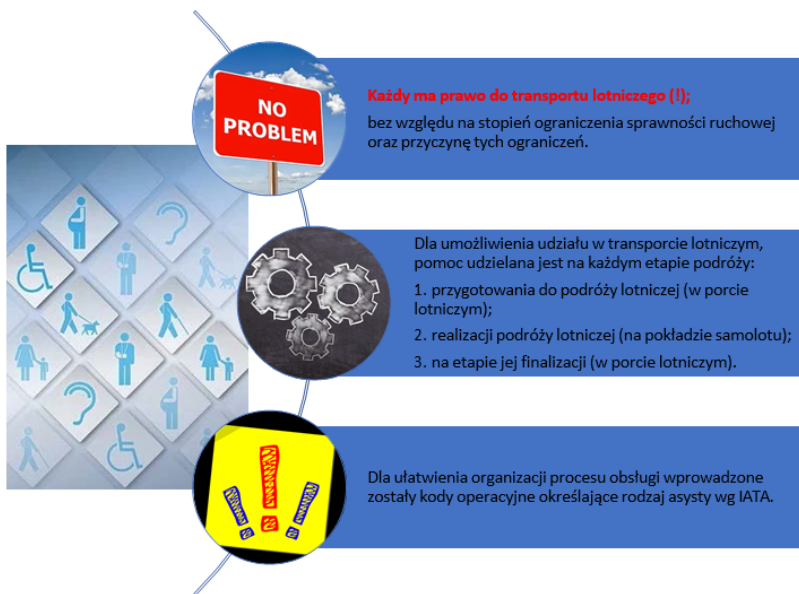 NO
PROBLEM
Każdy ma prawo do transportu lotniczego (!);
bez względu na stopień ograniczenia sprawności ruchowej
oraz przyczynę tych ograniczeń.
Dla umożliwienia udziału w transporcie lotniczym,
pomoc udzielana jest na każdym etapie podróży:
1. przygotowania do podróży lotniczej (w porcie
lotniczym);
2. realizacji podróży lotniczej (na pokładzie samolotu);
3. na etapie jej finalizacji (w porcie lotniczym).
Dla ułatwienia organizacji procesu obsługi wprowadzone
zostały kody operacyjne określające rodzaj asysty wg IATA.